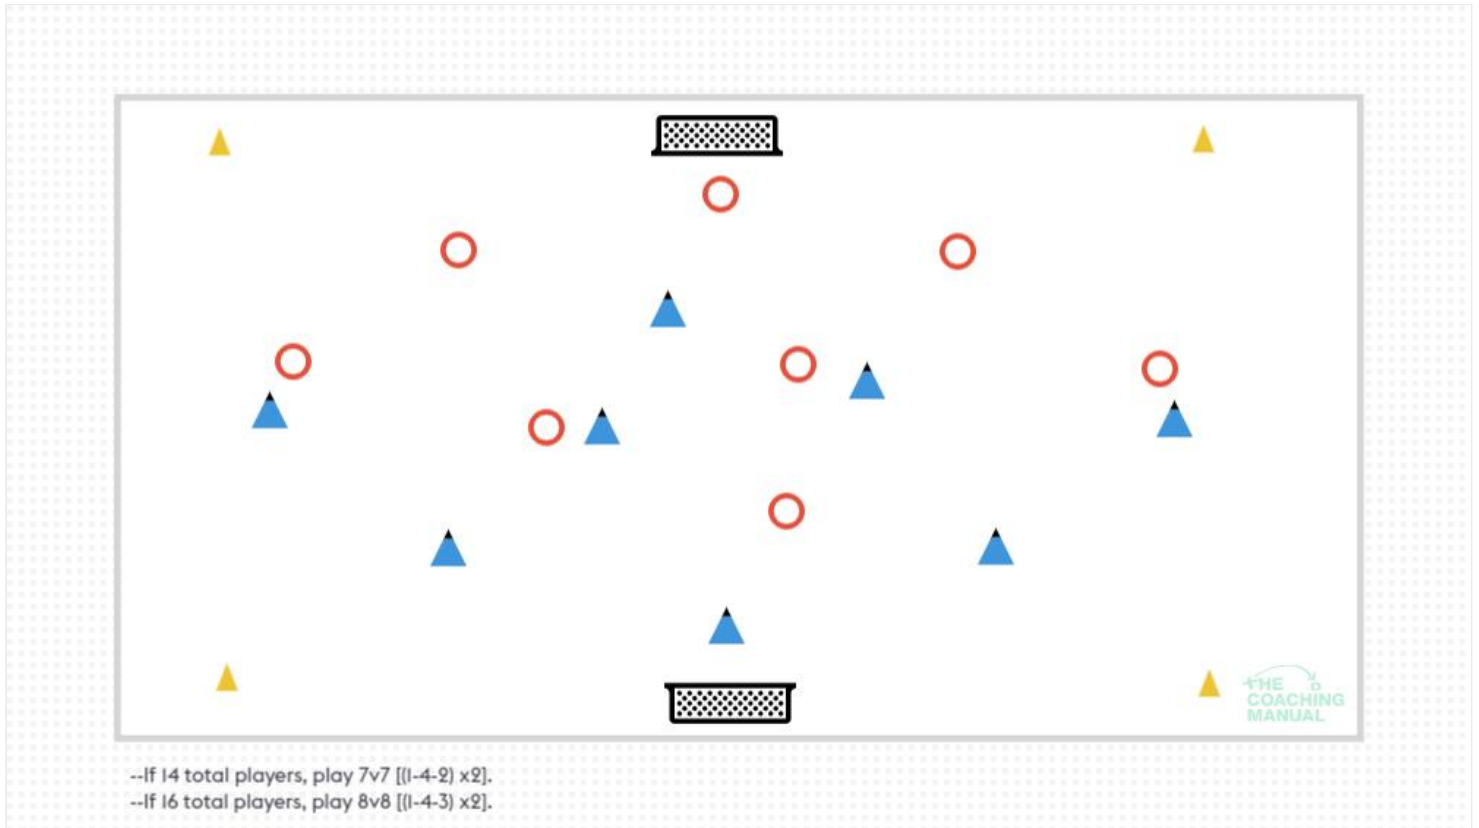 THE
COACHING
MANUAL
--If 14 total players, play 7v7 [(1-4-2) x2].
--If 16 total players, play 8v8 [(1-4-3) x2].